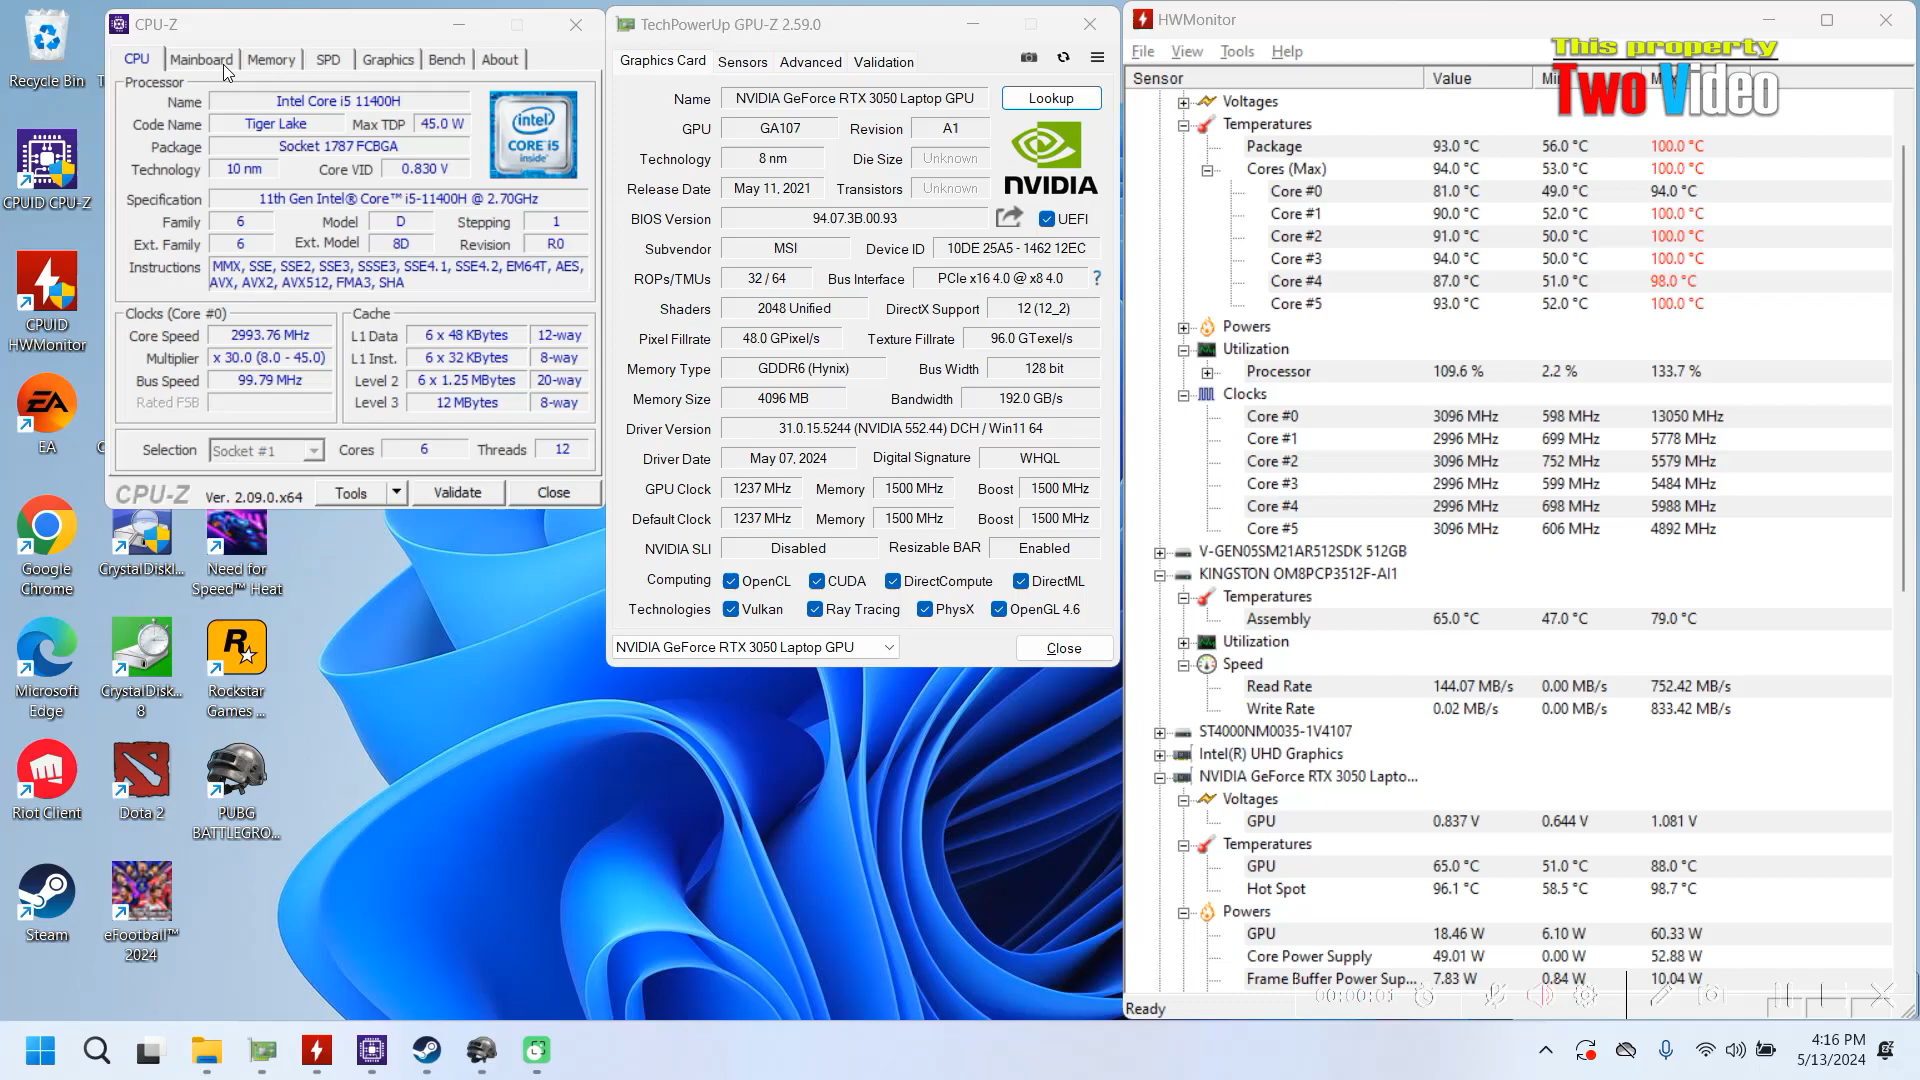 Recycle Bin
CPUID CPU-Z
CPUID
HWMonitor
EA
Google
Chrome
CrystalDiskI...
Need for
Speed™ Heat
Microsoft
Edge
CrystalDisk...
8
Rockstar
Games ...
Riot Client
Dota 2
PUBG
BATTLEGRO...
Steam
eFootball™
2024
CPU-Z
CPU Mainboard Memory SPD Graphics Bench About
Processor
Name Intel Core i5 11400H
Code Name Tiger Lake Max TDP 45.0 W
Package Socket 1787 FCBGA
Technology 10 nm Core VID 0.830 V
intel
CORE i5
inside™
Specification 11th Gen Intel® Core™ i5-11400H @ 2.70GHz
Family 6 Model D Stepping 1
Ext. Family 6 Ext. Model 8D Revision R0
Instructions MMX, SSE, SSE2, SSE3, SSSE3, SSE4.1, SSE4.2, EM64T, AES,
AVX, AVX2, AVX512, FMA3, SHA
Clocks (Core #0) Cache
Core Speed 2993.76 MHz L1 Data 6 x 48 KBytes 12-way
Multiplier x 30.0 (8.0 - 45.0) L1 Inst. 6 x 32 KBytes 8-way
Bus Speed 99.79 MHz Level 2 6 x 1.25 MBytes 20-way
Rated FSB Level 3 12 MBytes 8-way
Selection Socket #1 Cores 6 Threads 12
CPU-Z Ver. 2.09.0.x64 Tools Validate Close
TechPowerUp GPU-Z 2.59.0
Graphics Card Sensors Advanced Validation
Name NVIDIA GeForce RTX 3050 Laptop GPU Lookup
GPU GA107 Revision A1
Technology 8 nm Die Size Unknown
Release Date May 11, 2021 Transistors Unknown
NVIDIA
BIOS Version 94.07.3B.00.93 UEFI
Subvendor MSI Device ID 10DE 25A5 - 1462 12EC
ROPs/TMUs 32 / 64 Bus Interface PCIe x16 4.0 @ x8 4.0 ?
Shaders 2048 Unified DirectX Support 12 (12_2)
Pixel Fillrate 48.0 GPixel/s Texture Fillrate 96.0 GTexel/s
Memory Type GDDR6 (Hynix) Bus Width 128 bit
Memory Size 4096 MB Bandwidth 192.0 GB/s
Driver Version 31.0.15.5244 (NVIDIA 552.44) DCH / Win11 64
Driver Date May 07, 2024 Digital Signature WHQL
GPU Clock 1237 MHz Memory 1500 MHz Boost 1500 MHz
Default Clock 1237 MHz Memory 1500 MHz Boost 1500 MHz
NVIDIA SLI Disabled Resizable BAR Enabled
Computing OpenCL CUDA DirectCompute DirectML
Technologies Vulkan Ray Tracing PhysX OpenGL 4.6
NVIDIA GeForce RTX 3050 Laptop GPU Close
HWMonitor
File View Tools Help
This property
Two Video
Sensor Value
Voltages
Temperatures
Package 93.0 °C 56.0 °C 100.0 °C
Cores (Max) 94.0 °C 53.0 °C 100.0 °C
Core #0 81.0 °C 49.0 °C 94.0 °C
Core #1 90.0 °C 52.0 °C 100.0 °C
Core #2 91.0 °C 50.0 °C 100.0 °C
Core #3 94.0 °C 50.0 °C 100.0 °C
Core #4 87.0 °C 51.0 °C 98.0 °C
Core #5 93.0 °C 52.0 °C 100.0 °C
Powers
Utilization
Processor 109.6 % 2.2 % 133.7 %
Clocks
Core #0 3096 MHz 598 MHz 13050 MHz
Core #1 2996 MHz 699 MHz 5778 MHz
Core #2 3096 MHz 752 MHz 5579 MHz
Core #3 2996 MHz 599 MHz 5484 MHz
Core #4 2996 MHz 698 MHz 5988 MHz
Core #5 3096 MHz 606 MHz 4892 MHz
V-GEN05SM21AR512SDK 512GB
KINGSTON OM8PCP3512F-AI1
Temperatures
Assembly 65.0 °C 47.0 °C 79.0 °C
Utilization
Speed
Read Rate 144.07 MB/s 0.00 MB/s 752.42 MB/s
Write Rate 0.02 MB/s 0.00 MB/s 833.42 MB/s
ST4000NM0035-1V4107
Intel(R) UHD Graphics
NVIDIA GeForce RTX 3050 Lapto...
Voltages
GPU 0.837 V 0.644 V 1.081 V
Temperatures
GPU 65.0 °C 51.0 °C 88.0 °C
Hot Spot 96.1 °C 58.5 °C 98.7 °C
Powers
GPU 18.46 W 6.10 W 60.33 W
Core Power Supply 49.01 W 0.00 W 52.88 W
Frame Buffer Power Sup... 7.83 W 0.84 W 10.04 W
Ready
4:16 PM
5/13/2024